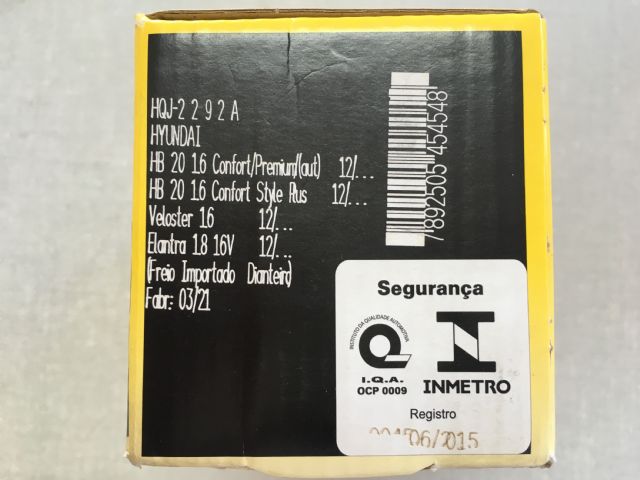 HQJ-2292A
HYUNDAI
HB 20 1.6 Confort/Premium/(aut) 12/...
HB 20 1.6 Confort Style Plus 12/...
Veloster 1.6 12/...
Elantra 1.8 16V 12/...
(Freio Importado Dianteiro)
Fabr: 03/21
7892505 454548
Segurança
INSTITUTO DA QUALIDADE AUTOMOTIVA
I.Q.A.
OCP 0009
INMETRO
Registro
06/2015